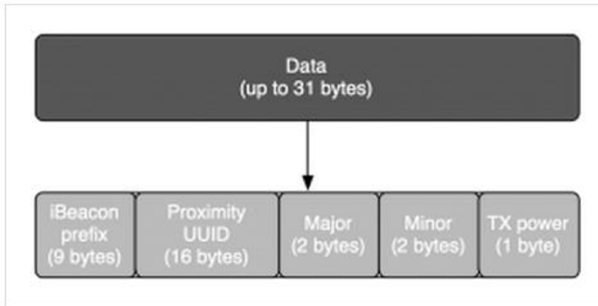 Data
(up to 31 bytes)
iBeacon
prefix
(9 bytes)
Proximity
UUID
(16 bytes)
Major
(2 bytes)
Minor
(2 bytes)
TX power
(1 byte)